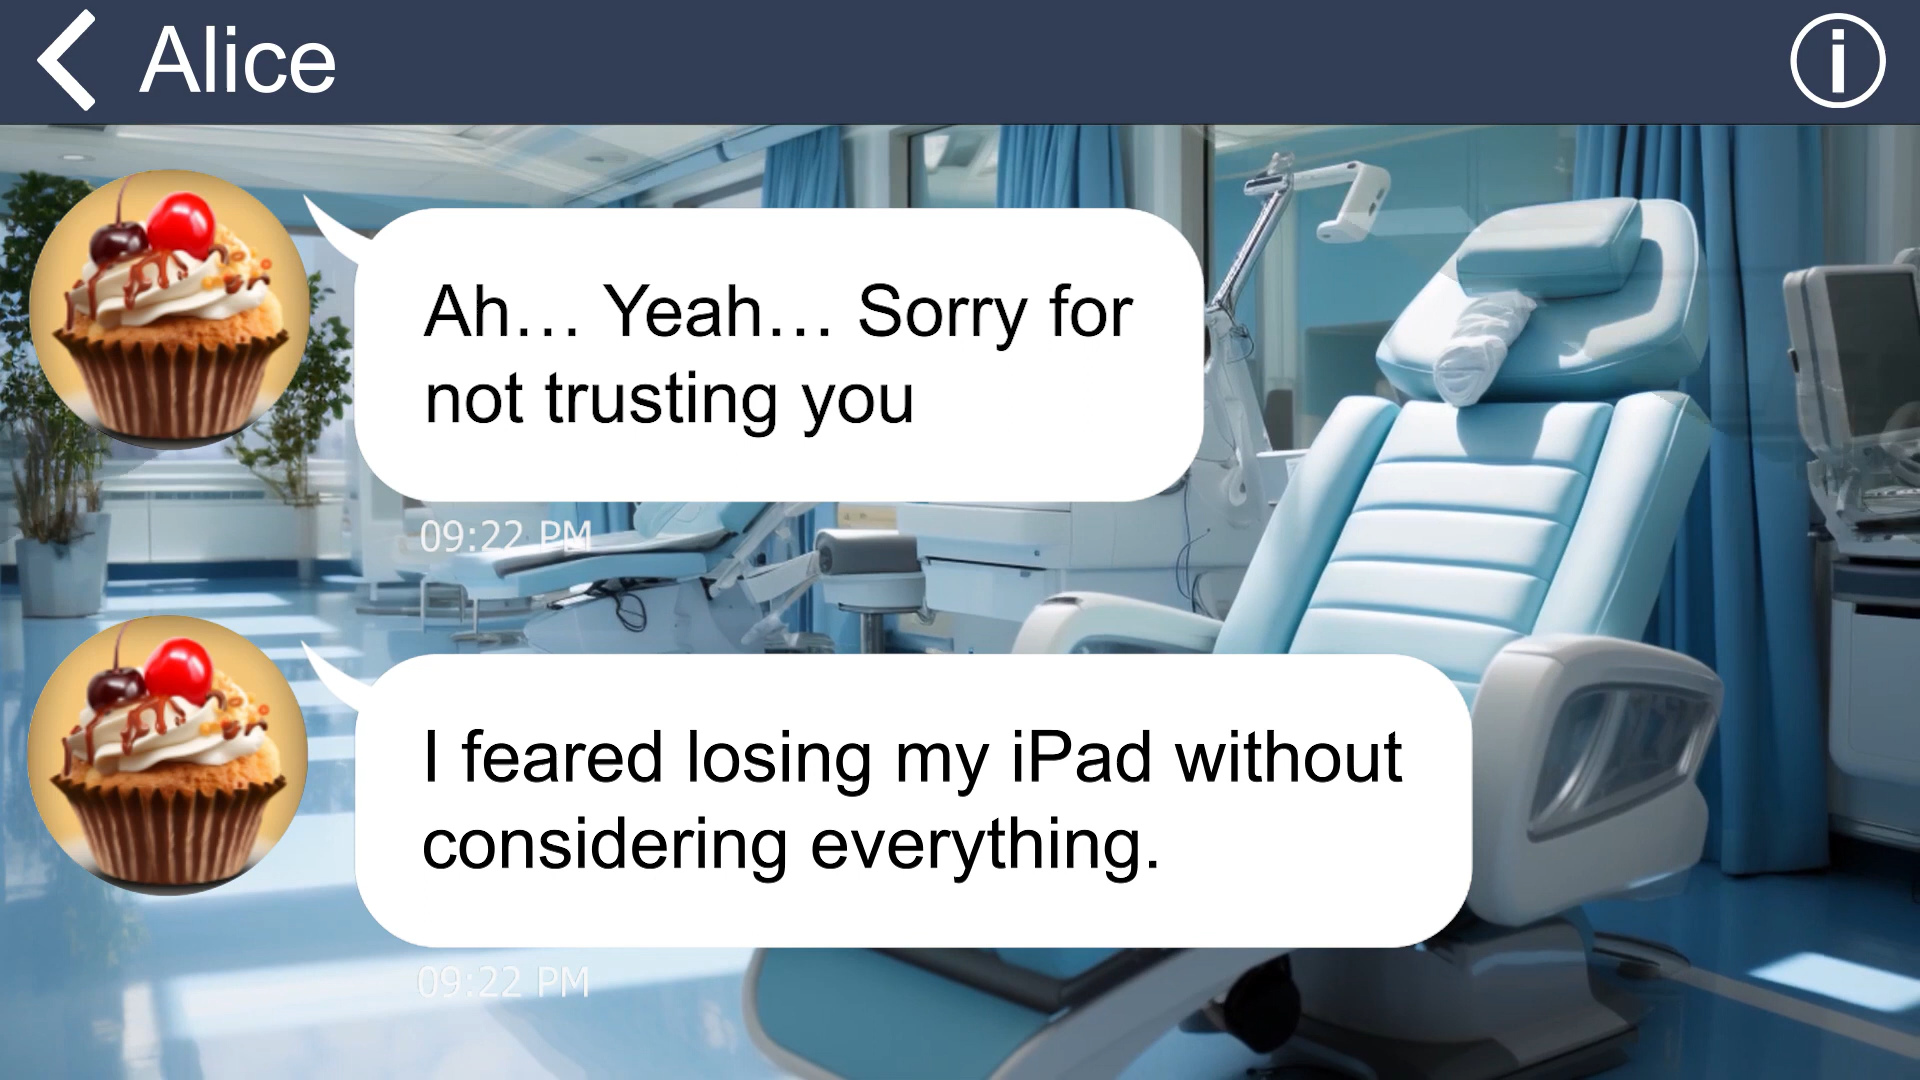 Alice
Ah… Yeah… Sorry for
not trusting you
09:22 PM
I feared losing my iPad without
considering everything.
09:22 PM